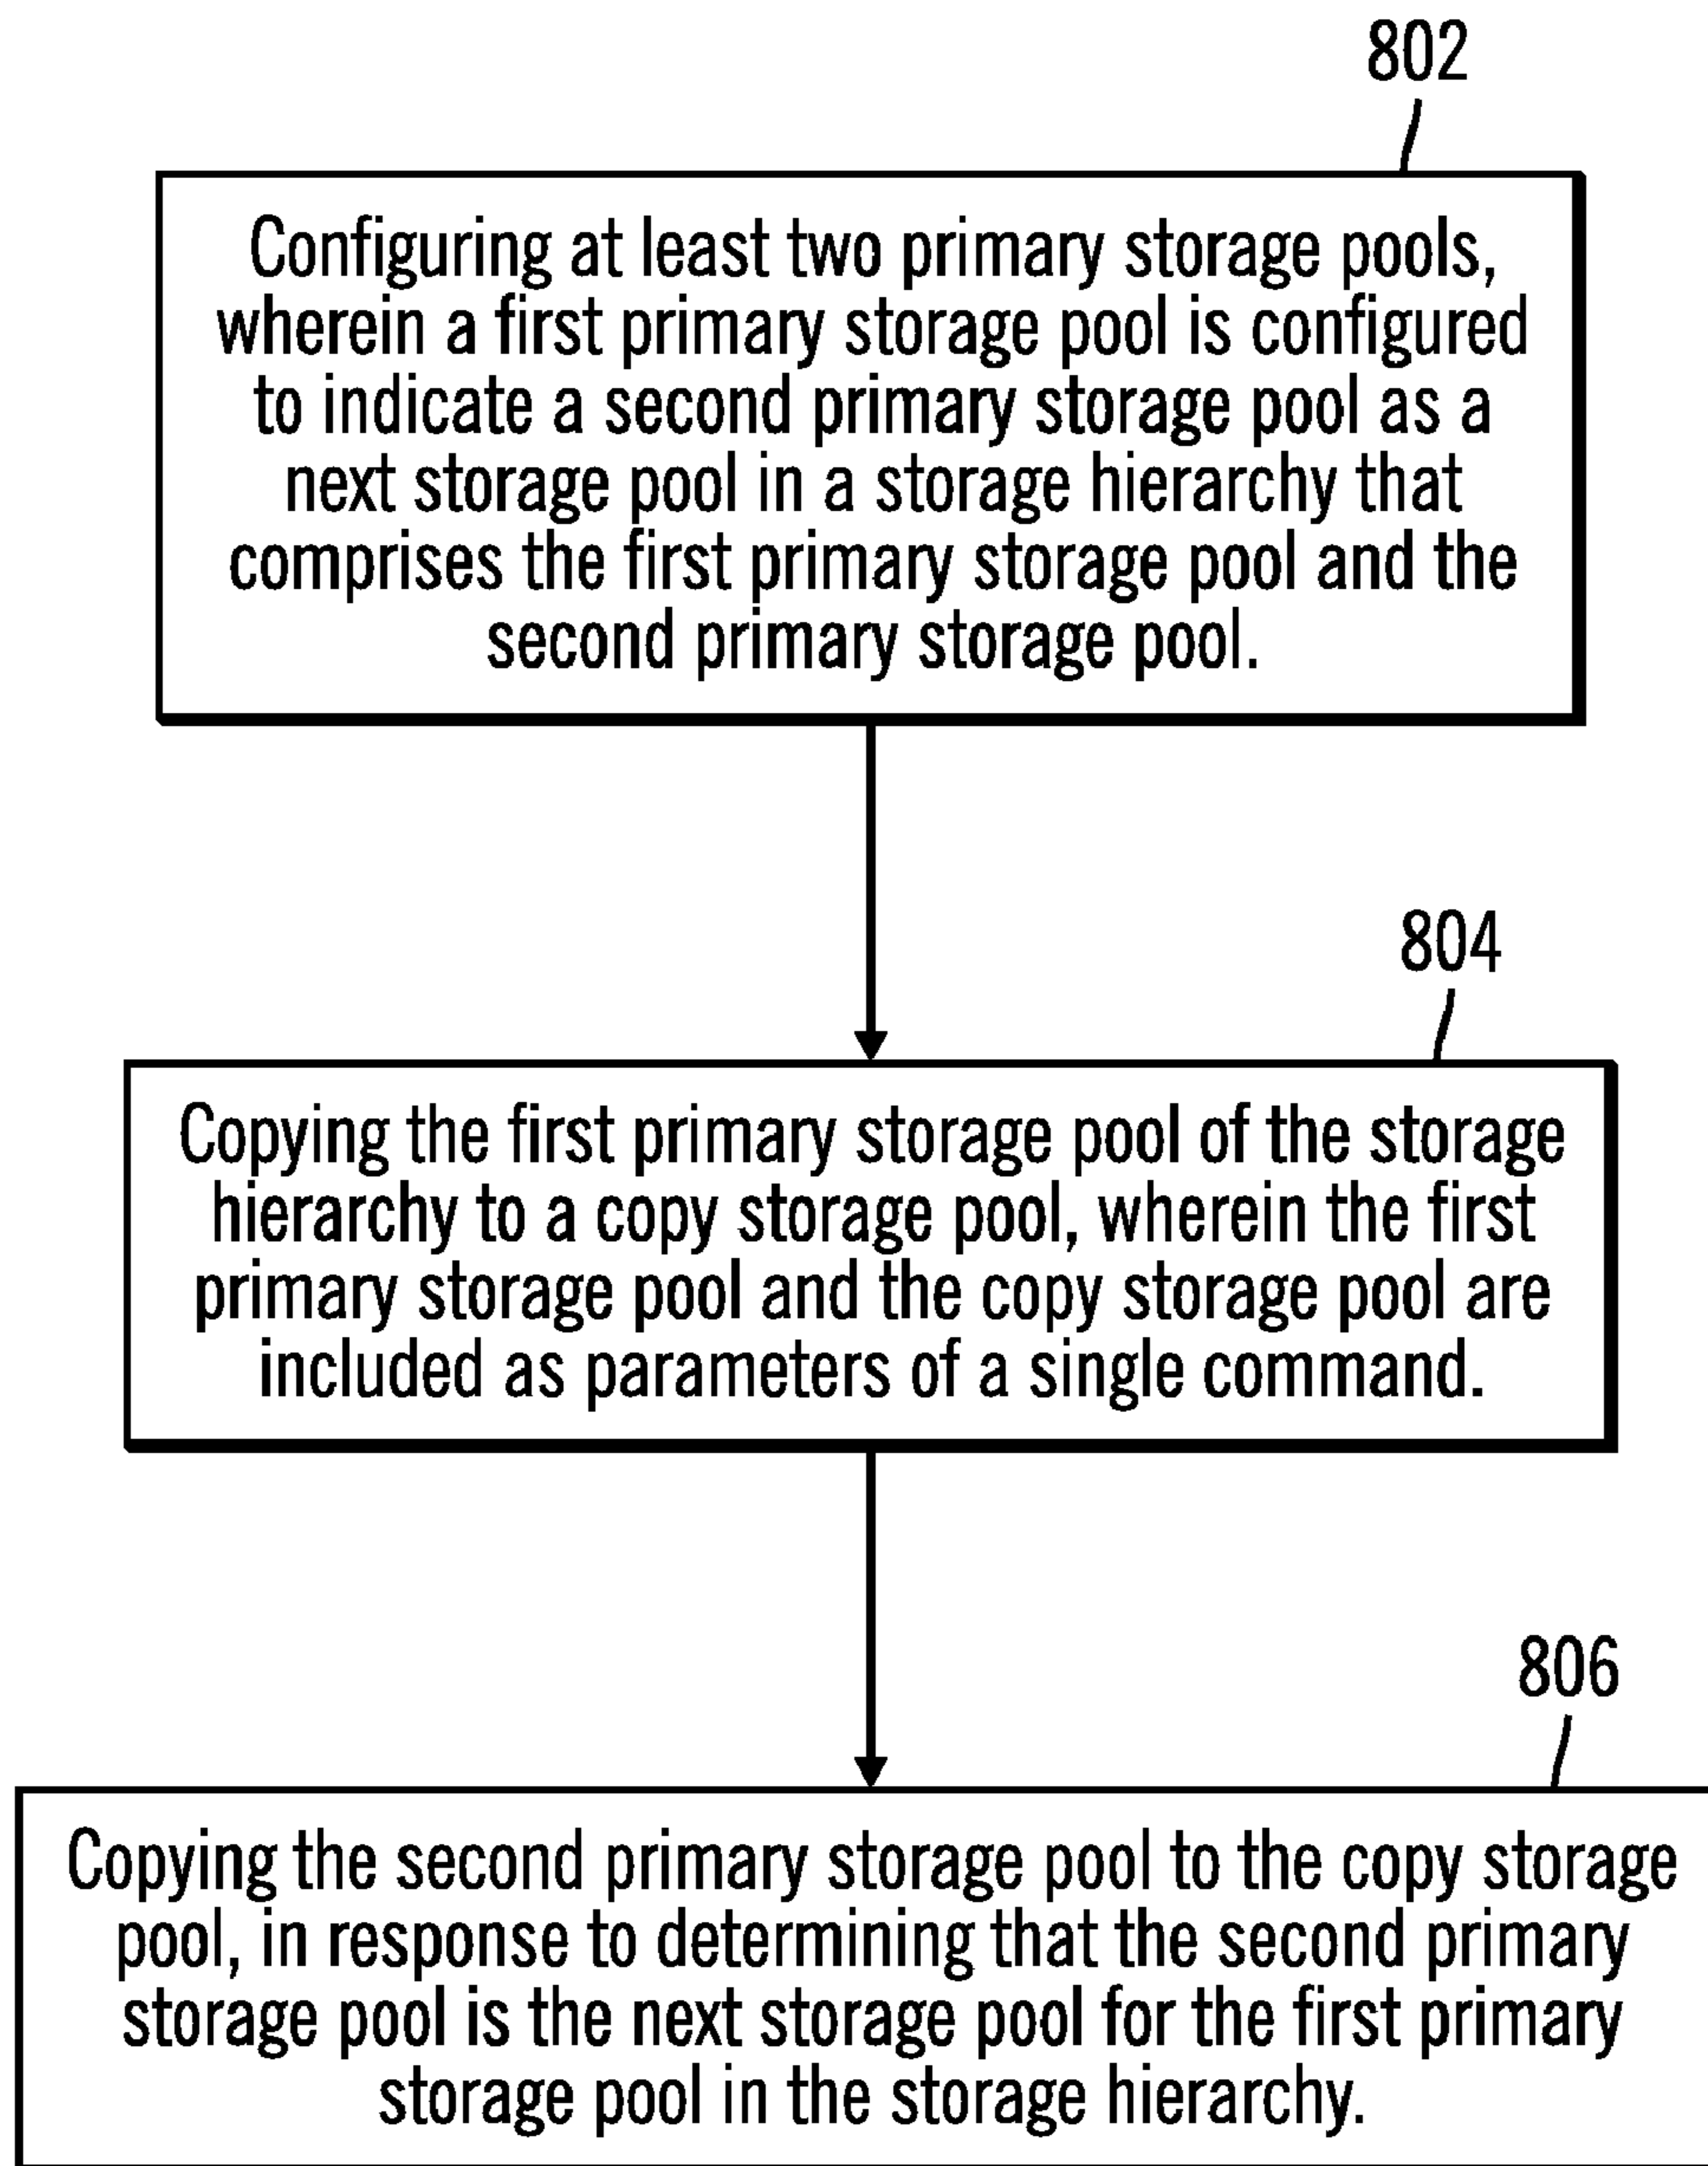 802
Configuring at least two primary storage pools,
wherein a first primary storage pool is configured
to indicate a second primary storage pool as a
next storage pool in a storage hierarchy that
comprises the first primary storage pool and the
second primary storage pool.
804
Copying the first primary storage pool of the storage
hierarchy to a copy storage pool, wherein the first
primary storage pool and the copy storage pool are
included as parameters of a single command.
806
Copying the second primary storage pool to the copy storage
pool, in response to determining that the second primary
storage pool is the next storage pool for the first primary
storage pool in the storage hierarchy.